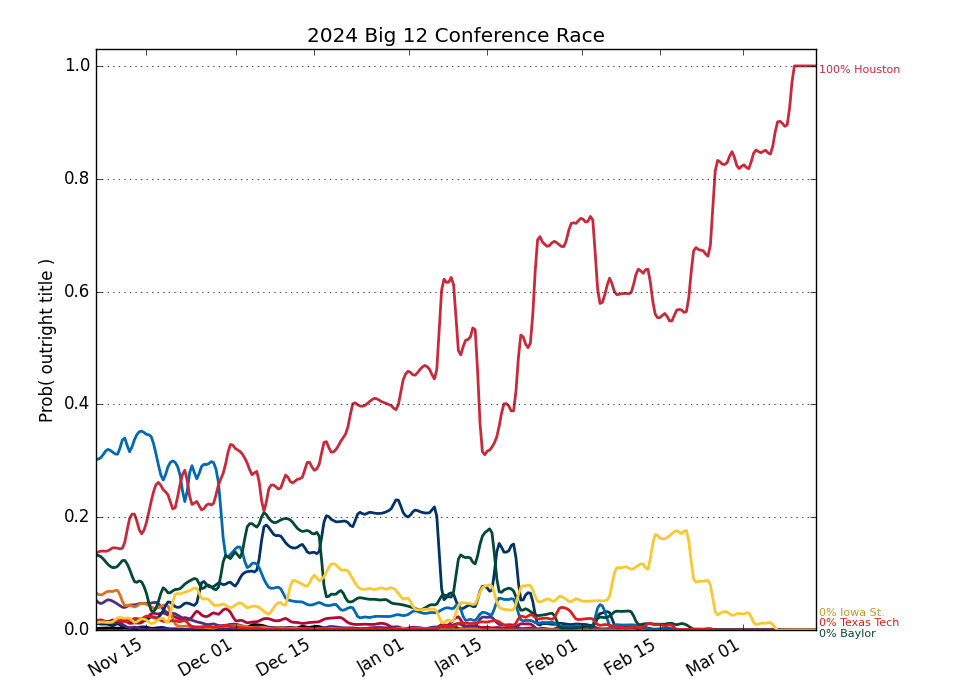 2024 Big 12 Conference Race
Prob( outright title )
1.0
0.8
0.6
0.4
0.2
0.0
100% Houston
0% Iowa St.
0% Texas Tech
0% Baylor
Nov 15
Dec 01
Dec 15
Jan 01
Jan 15
Feb 01
Feb 15
Mar 01